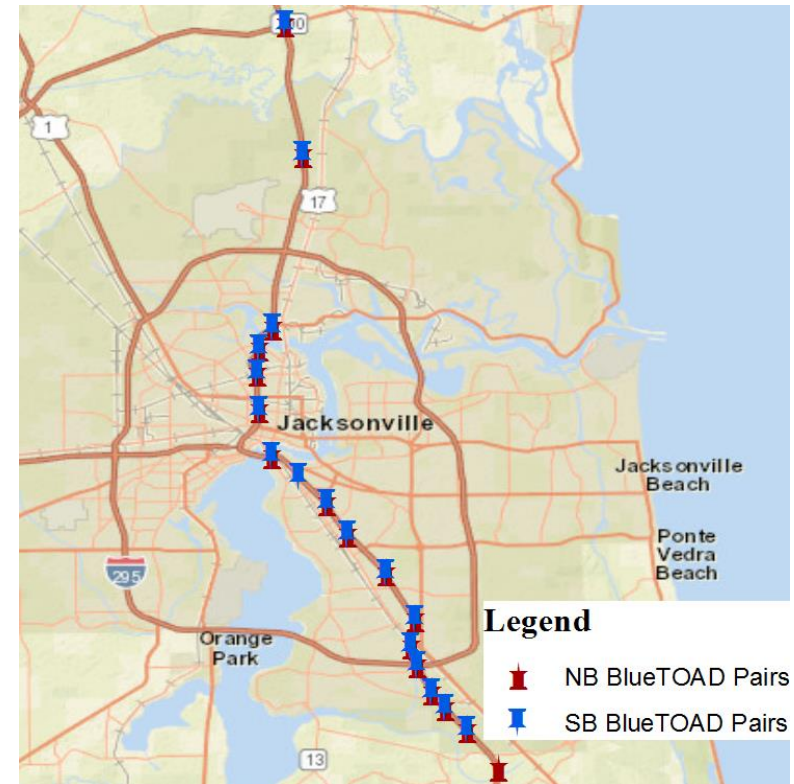 1
17
Jacksonville
Jacksonville
Beach
Ponte
Vedra
Beach
295
Orange
Park
13
Legend
NB BlueTOAD Pairs
SB BlueTOAD Pairs